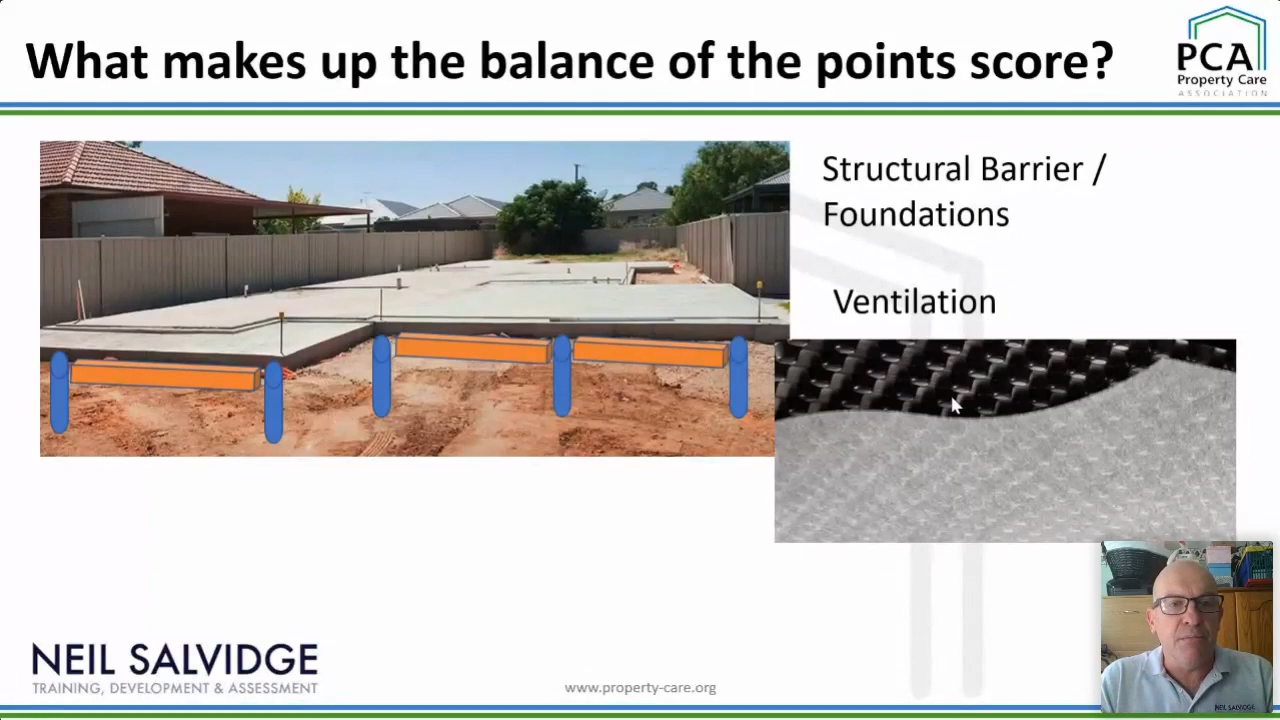 What makes up the balance of the points score?
PCA
Property Care
ASSOCIATION
Structural Barrier /
Foundations
Ventilation
NEIL SALVIDGE
TRAINING, DEVELOPMENT & ASSESSMENT
www.property-care.org
NEIL SALVIDGE